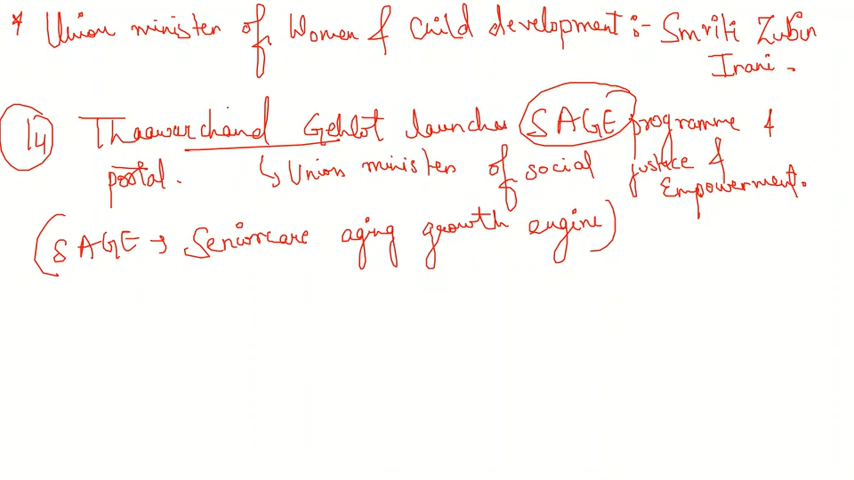 * Union minister of Women & Child development :- Smriti Zubin
Irani.
14 Thaawarchand Gehlot launches SAGE programme &
portal. ↳ Union minister of social justice &
Empowerment.
(SAGE → Seniorcare aging growth engine)